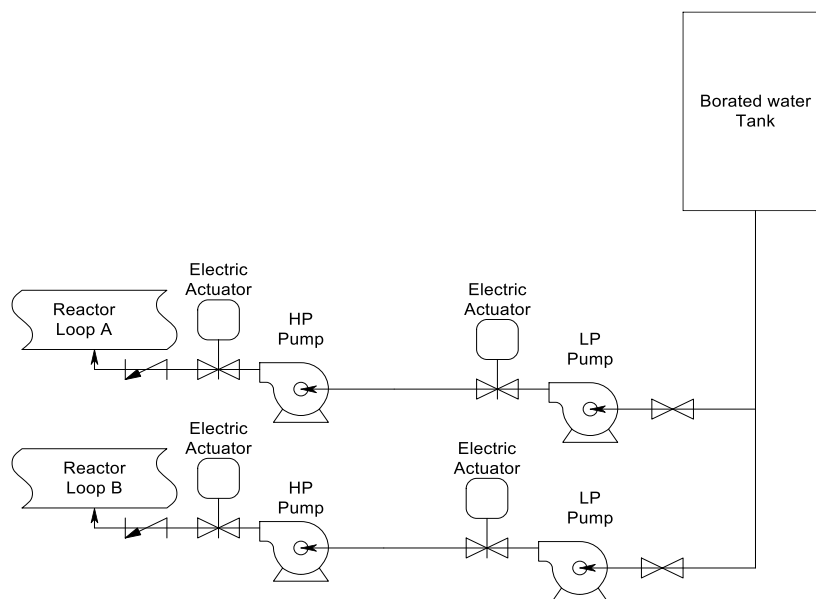 Borated water
Tank
Electric
Actuator
Electric
Actuator
Reactor
Loop A
HP
Pump
LP
Pump
Electric
Actuator
Electric
Actuator
Reactor
Loop B
HP
Pump
LP
Pump